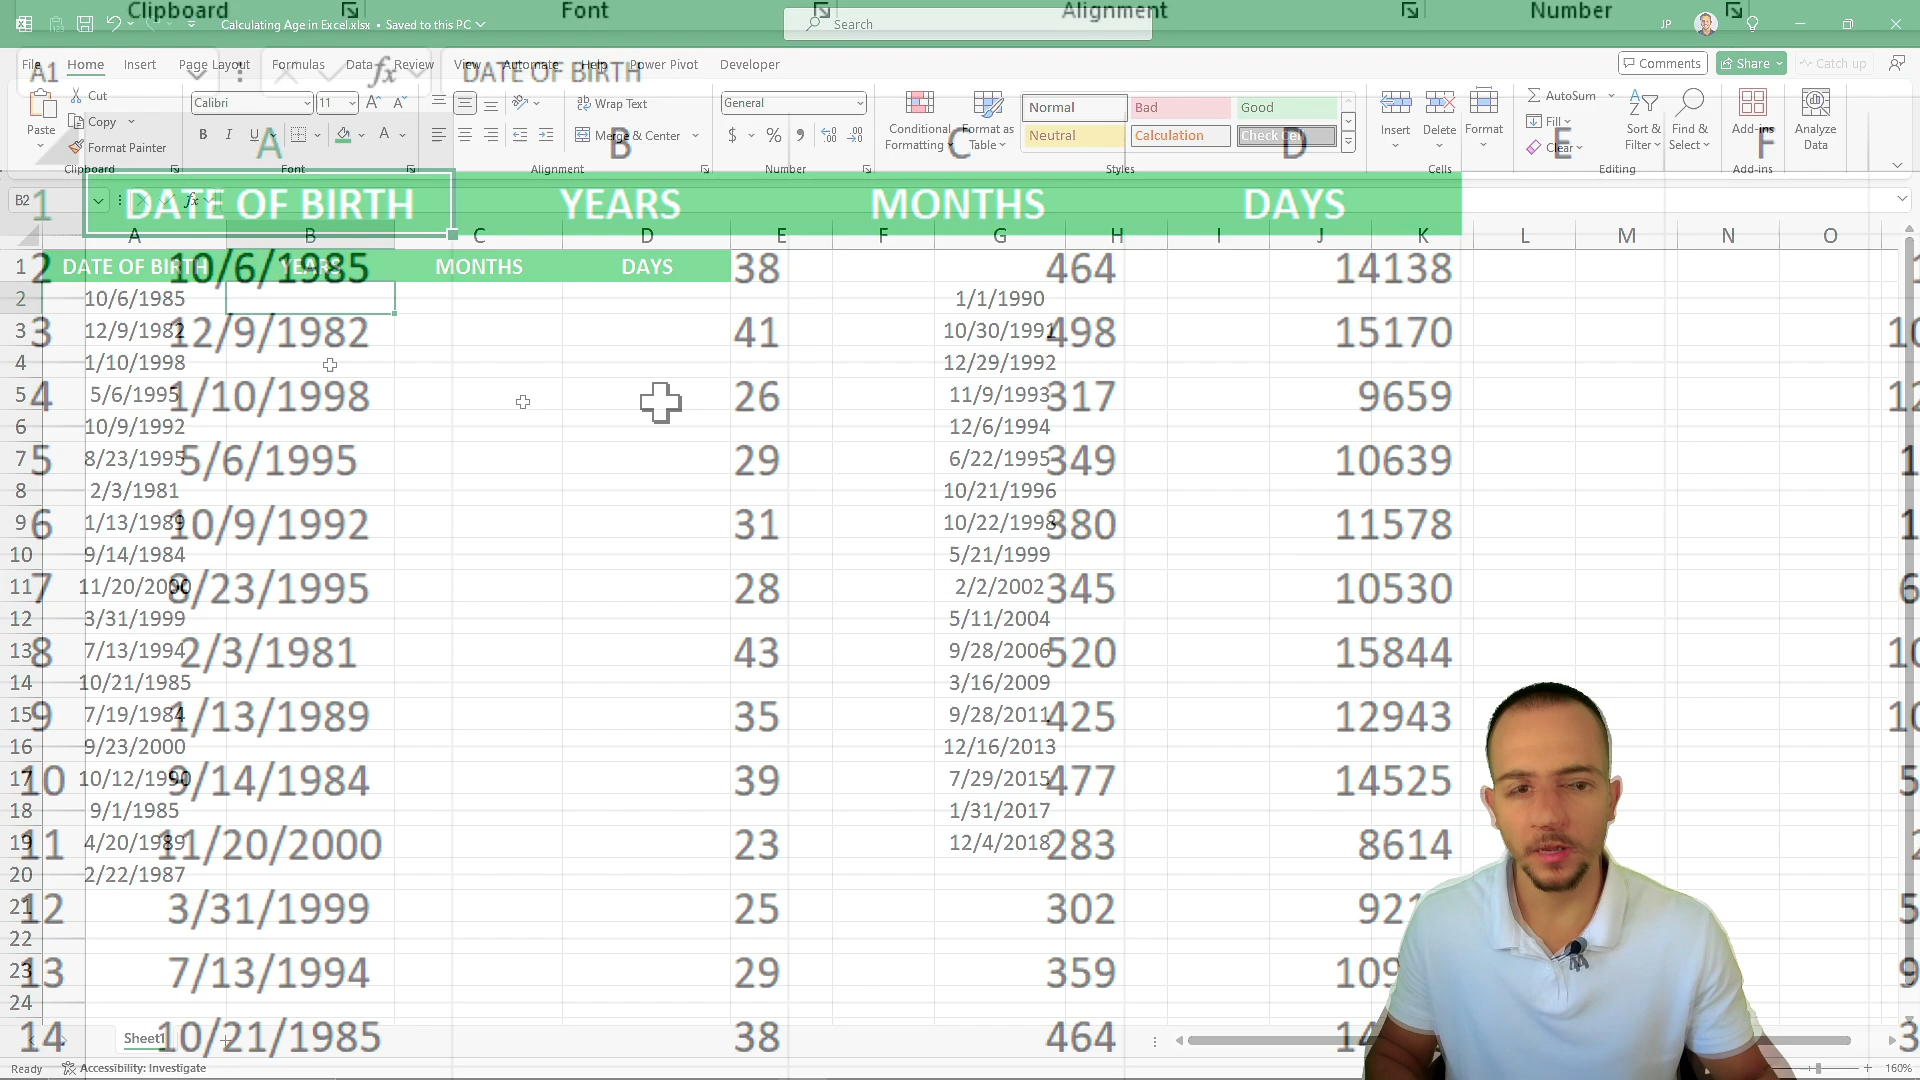 Clipboard Font Alignment Number
Calculating Age in Excel.xlsx • Saved to this PC Search JP
File Home Insert Page Layout Formulas Data Review View Automate Help Power Pivot Developer Comments Share Catch up
A1 fx DATE OF BIRTH
Paste Cut Copy Format Painter Calibri 11 B I U Wrap Text Merge & Center General $ % Conditional Formatting Format as Table Normal Bad Good Neutral Calculation Check Cell Insert Delete Format AutoSum Fill Clear Sort & Filter Find & Select Add-ins Analyze Data
A B C D E F
Clipboard Font Alignment Number Styles Cells Editing Add-ins
B2 fx
1 DATE OF BIRTH YEARS MONTHS DAYS
A B C D E F G H I J K L M N O
1 DATE OF BIRTH YEARS MONTHS DAYS
2 10/6/1985 38 464 14138
2 10/6/1985 1/1/1990
3 12/9/1982 10/30/1991
3 12/9/1982 41 498 15170
4 1/10/1998 12/29/1992
5 5/6/1995 11/9/1993
4 1/10/1998 26 317 9659
6 10/9/1992 12/6/1994
7 8/23/1995 6/22/1995
5 5/6/1995 29 349 10639
8 2/3/1981 10/21/1996
9 1/13/1989 10/22/1998
6 10/9/1992 31 380 11578
10 9/14/1984 5/21/1999
11 11/20/2000 2/2/2002
7 8/23/1995 28 345 10530
12 3/31/1999 5/11/2004
13 7/13/1994 9/28/2006
8 2/3/1981 43 520 15844
14 10/21/1985 3/16/2009
15 7/19/1984 9/28/2011
9 1/13/1989 35 425 12943
16 9/23/2000 12/16/2013
17 10/12/1990 7/29/2015
10 9/14/1984 39 477 14525
18 9/1/1985 1/31/2017
19 4/20/1989 12/4/2018
11 11/20/2000 23 283 8614
20 2/22/1987
21
12 3/31/1999 25 302 92
22
23
13 7/13/1994 29 359 109
24
14 10/21/1985 38 464 14
Sheet1
Ready Accessibility: Investigate 160%